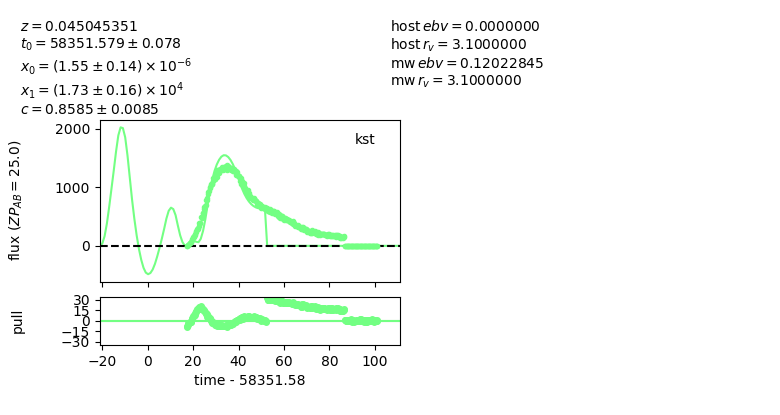 z = 0.045045351
t₀ = 58351.579 ± 0.078
x₀ = (1.55 ± 0.14) × 10⁻⁶
x₁ = (1.73 ± 0.16) × 10⁴
c = 0.8585 ± 0.0085
host ebv = 0.0000000
host r_v = 3.1000000
mw ebv = 0.12022845
mw r_v = 3.1000000
kst
flux (ZP_AB = 25.0)
2000
1000
0
pull
30
15
0
−15
−30
−20 0 20 40 60 80 100
time - 58351.58